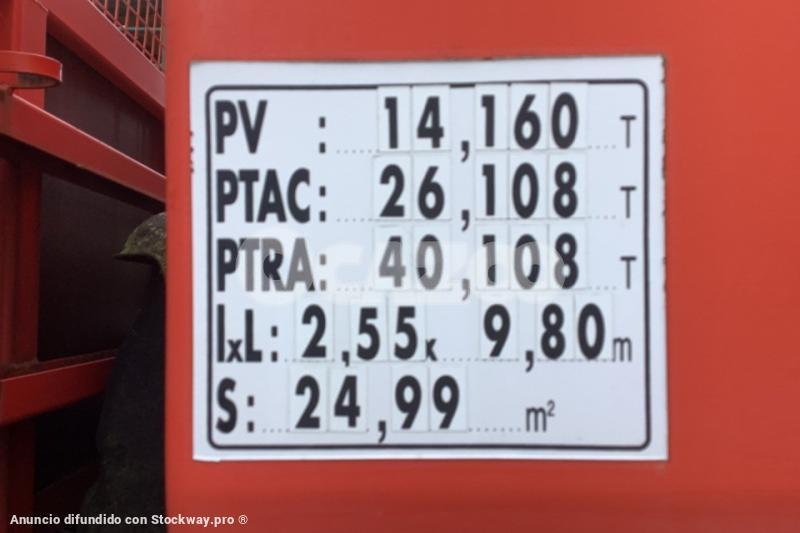 PV : 14,160 T
PTAC: 26,108 T
PTRA: 40,108 T
lxL: 2,55x 9,80m
S: 24,99 m²
OCAZOO
Anuncio difundido con Stockway.pro ®